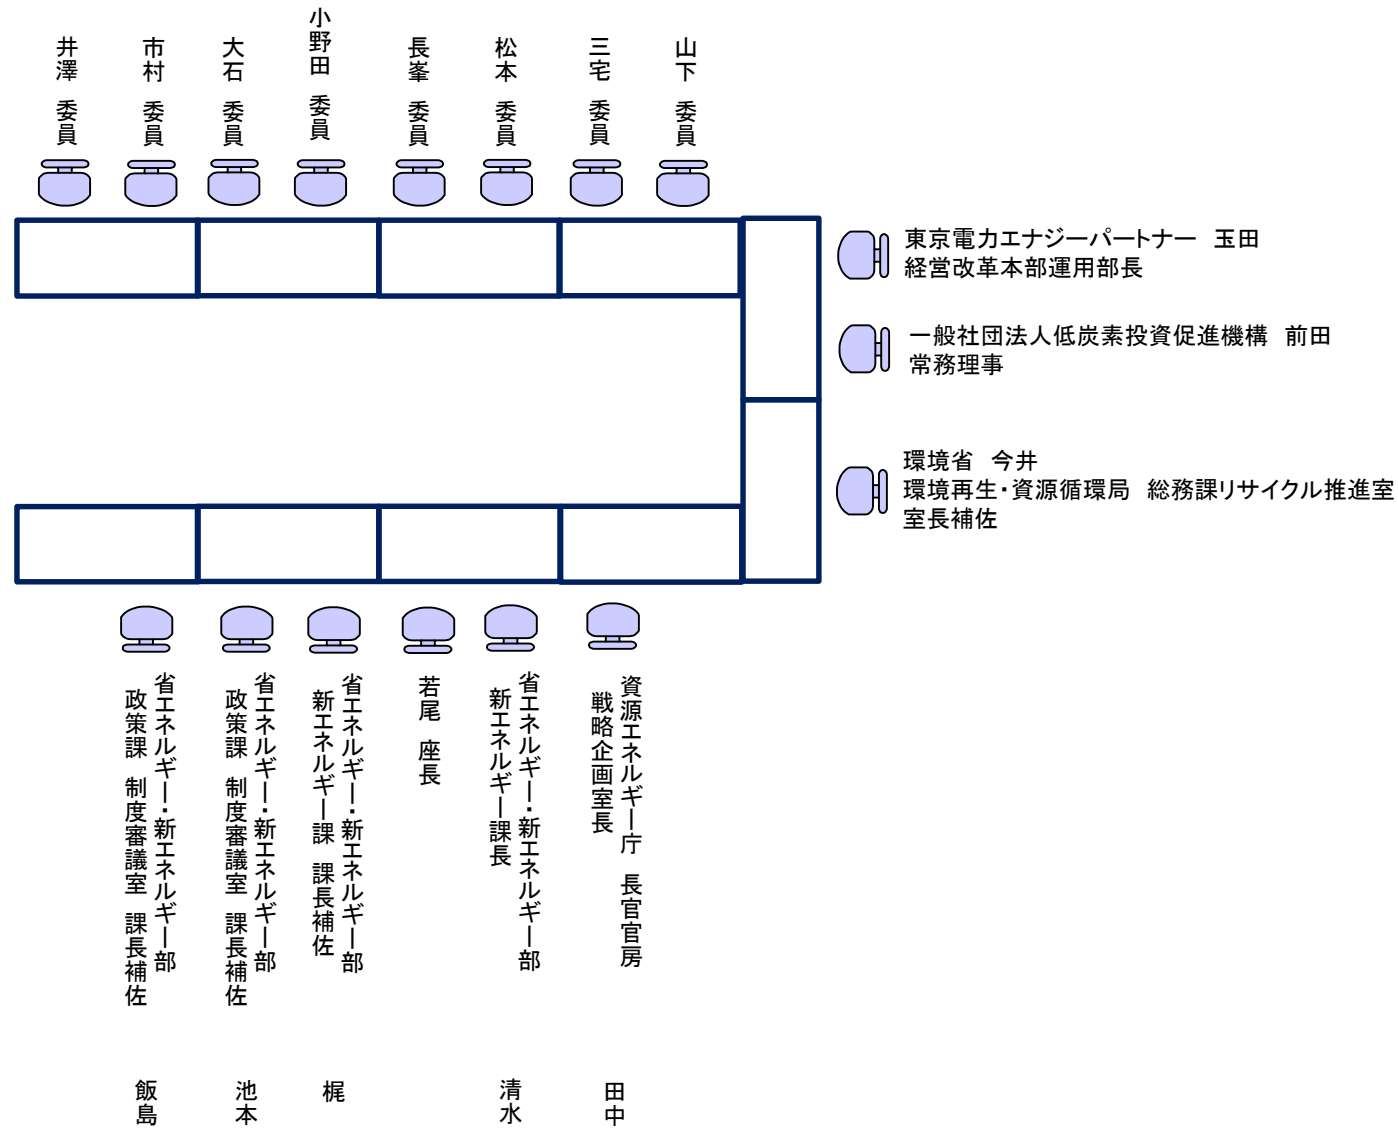 井澤 委員
市村 委員
大石 委員
小野田 委員
長峯 委員
松本 委員
三宅 委員
山下 委員
東京電力エナジーパートナー 玉田
経営改革本部運用部長
一般社団法人低炭素投資促進機構 前田
常務理事
環境省 今井
環境再生・資源循環局 総務課リサイクル推進室
室長補佐
省エネルギー・新エネルギー部
政策課 制度審議室 課長補佐
飯島
省エネルギー・新エネルギー部
政策課 制度審議室 課長補佐
池本
省エネルギー・新エネルギー部
新エネルギー課 課長補佐
梶
若尾 座長
省エネルギー・新エネルギー部
新エネルギー課長
清水
資源エネルギー庁 長官官房
戦略企画室長
田中